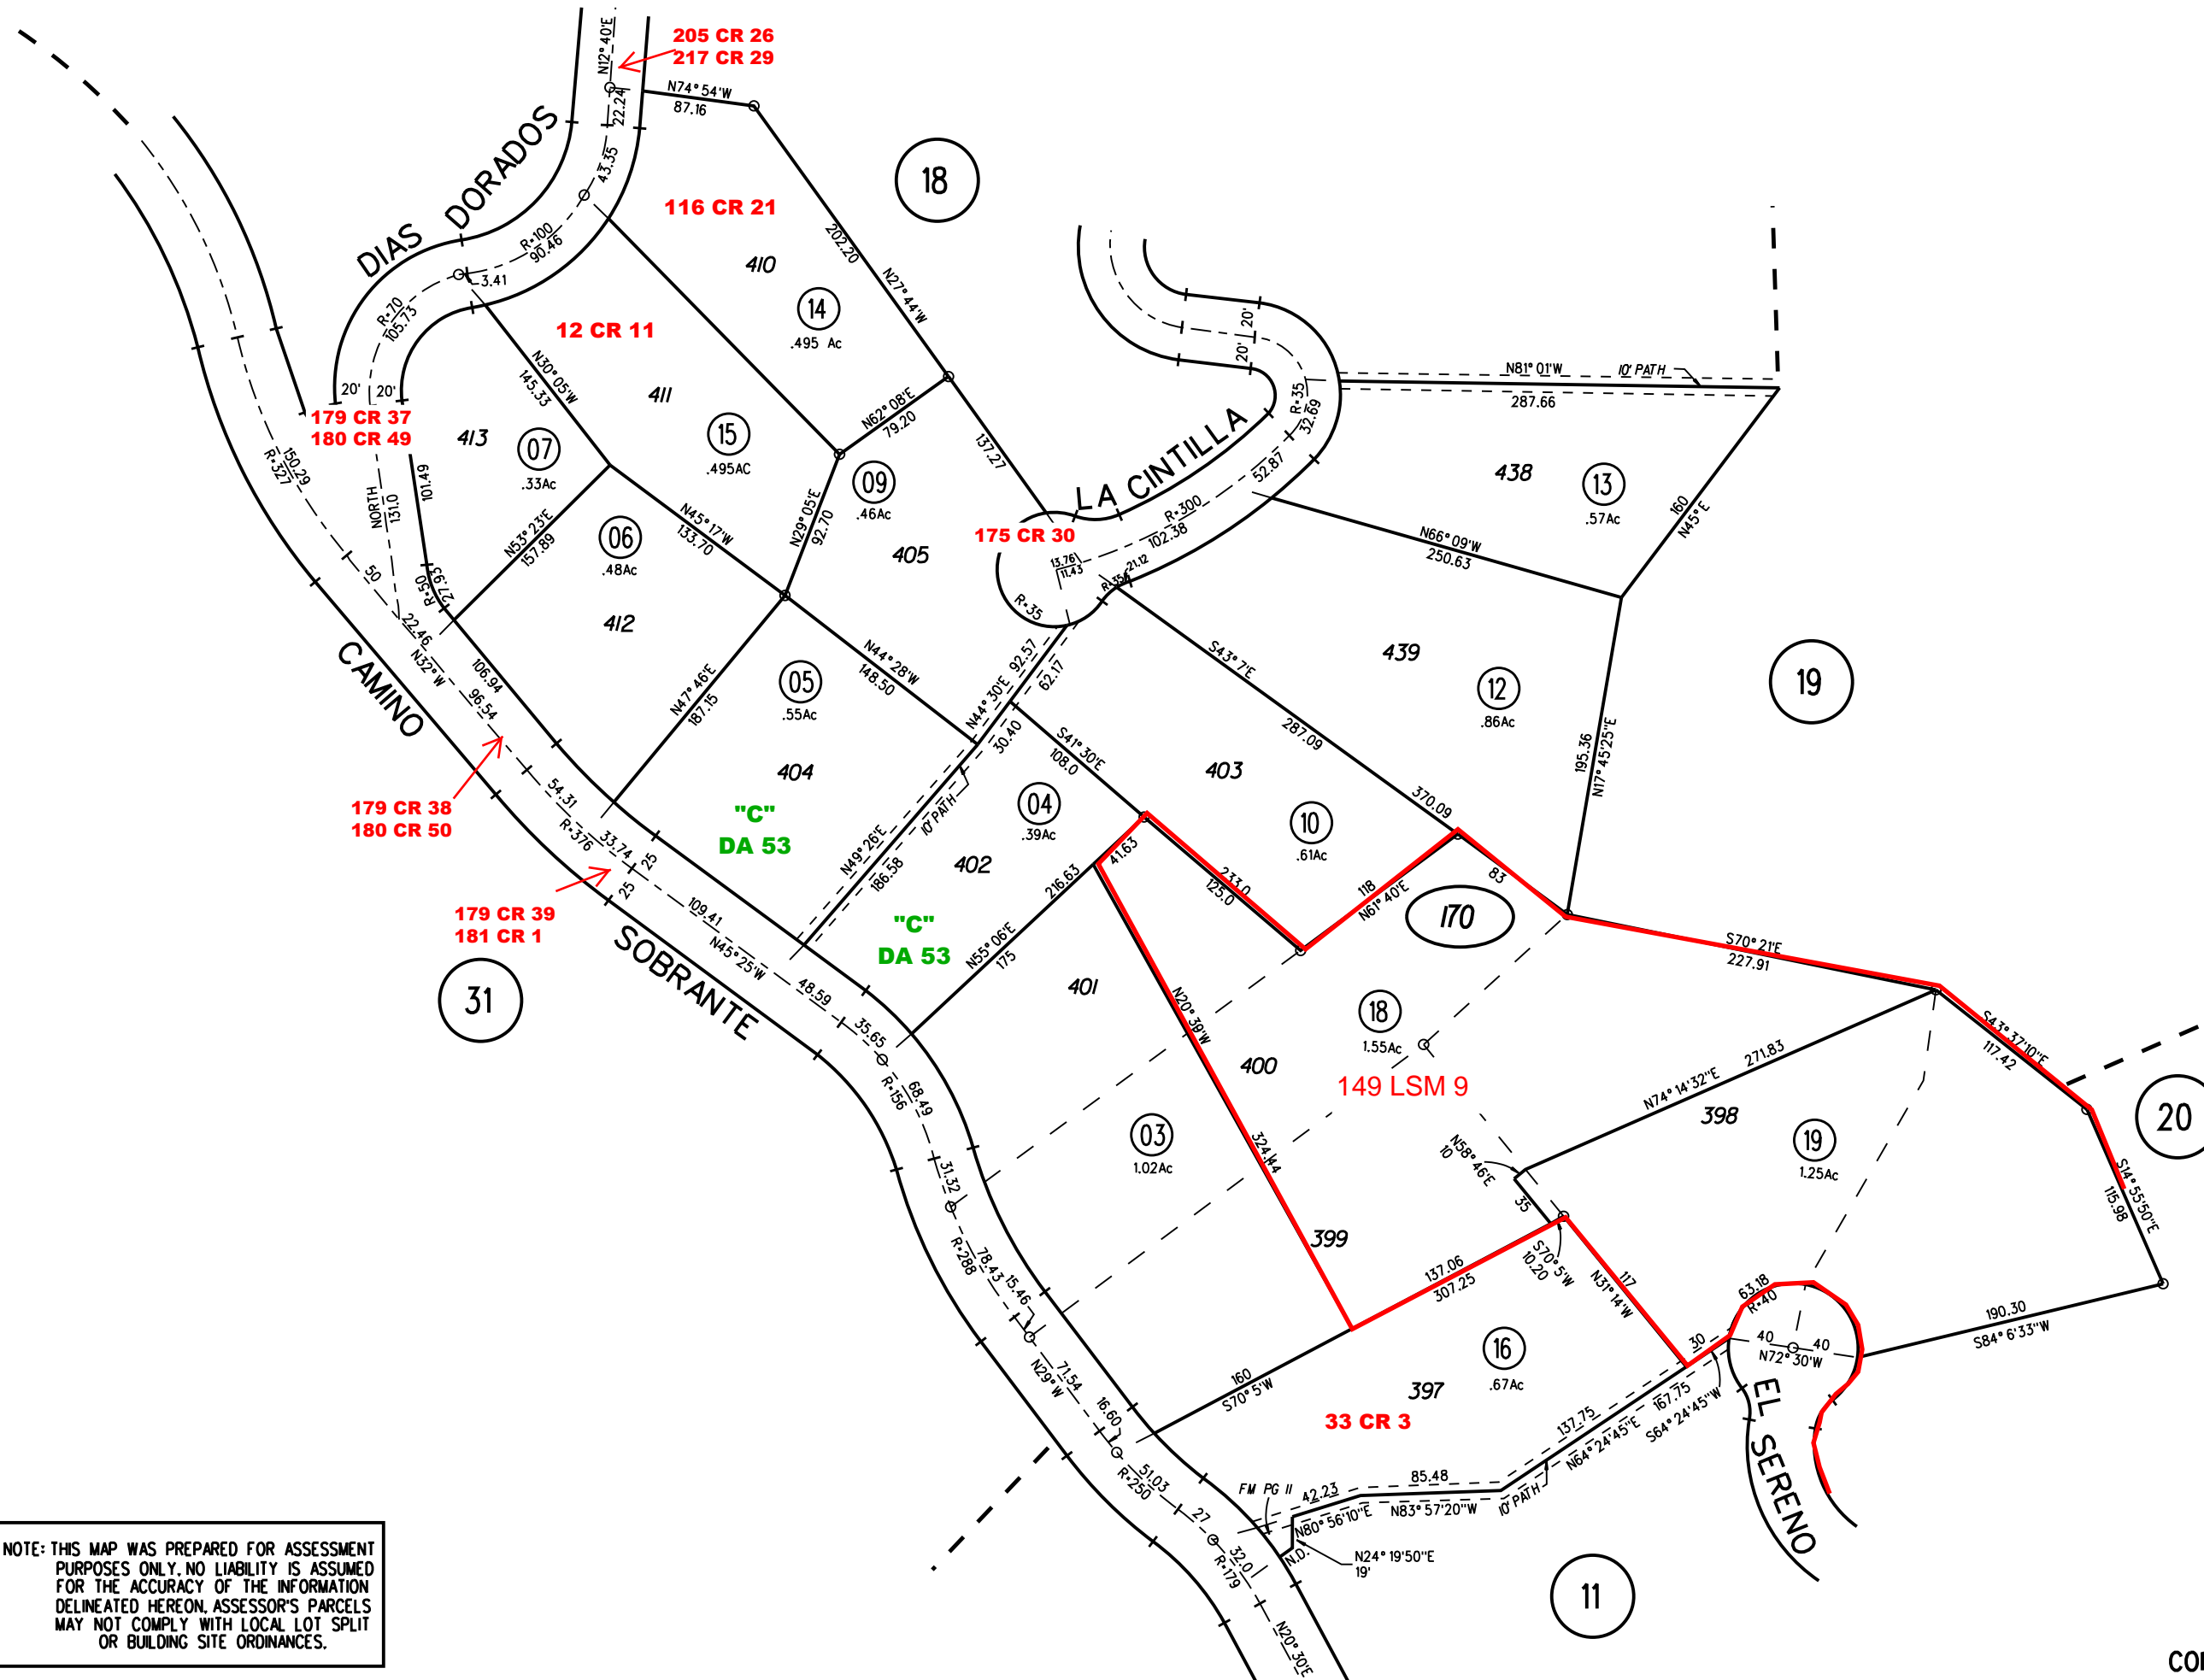 N12°40'E
205 CR 26
217 CR 29
22.24
N74°54'W
87.16
43.35
DIAS DORADOS
18
116 CR 21
410
14
.495 Ac
202.20
N27°44'W
R=100
90.46
3.41
R=70
105.73
12 CR 11
411
15
.495AC
N30°05'W
145.33
20' 20'
179 CR 37
180 CR 49
413
07
.33Ac
101.49
NORTH
131.0
150.29
R=327
50
N62°08'E
79.20
137.27
09
.46Ac
405
N29°05'E
92.70
N45°17'W
133.70
06
.48Ac
412
N53°23'E
157.89
R=50
27.93
22.46
N32°W
96.54
106.94
CAMINO
20'
20'
R=35
32.69
LA CINTILLA
52.87
R=300
102.38
175 CR 30
13.76
11.43
R=35
21.12
R=35
N81°01'W
10' PATH
287.66
438
13
.57Ac
160
N45°E
N66°09'W
250.63
439
12
.86Ac
19
195.36
N17°45'25"E
S43°7'E
287.09
370.09
83
403
10
.61Ac
N44°28'W
148.50
05
.55Ac
404
N47°46'E
187.15
92.57
N44°30'E
62.17
30.40
S41°30'E
108.0
"C"
DA 53
10' PATH
N49°26'E
186.58
04
.39Ac
402
"C"
DA 53
41.63
216.63
N55°06'E
175
233.0
125.0
118
N61°40'E
170
S70°21'E
227.91
S43°37'10"E
117.42
20
S14°55'50"E
115.98
179 CR 38
180 CR 50
54.31
R=376
33.74
25
25
179 CR 39
181 CR 1
31
SOBRANTE
109.41
N45°25'W
48.59
35.65
R=156
68.49
31.32
R=288
78.43
15.46
N29°W
71.54
16.60
51.03
R=250
27
32.0
R=179
N20°30'E
401
N20°39'W
324.44
400
18
1.55Ac
149 LSM 9
03
1.02Ac
399
N74°14'32"E
271.83
398
19
1.25Ac
N58°46'E
10
35
S70°5'W
10.20
137.06
307.25
117
N31°14'W
160
S70°5'W
16
.67Ac
397
33 CR 3
63.18
R=40
40 40
N72°30'W
30
190.30
S84°6'33"W
EL SERENO
137.75
167.75
N64°24'45"E
S64°24'45"W
10' PATH
85.48
N83°57'20"W
42.23
N80°56'10"E
FM PG 11
N.D.
N24°19'50"E
19'
11
NOTE: THIS MAP WAS PREPARED FOR ASSESSMENT
PURPOSES ONLY. NO LIABILITY IS ASSUMED
FOR THE ACCURACY OF THE INFORMATION
DELINEATED HEREON. ASSESSOR'S PARCELS
MAY NOT COMPLY WITH LOCAL LOT SPLIT
OR BUILDING SITE ORDINANCES.